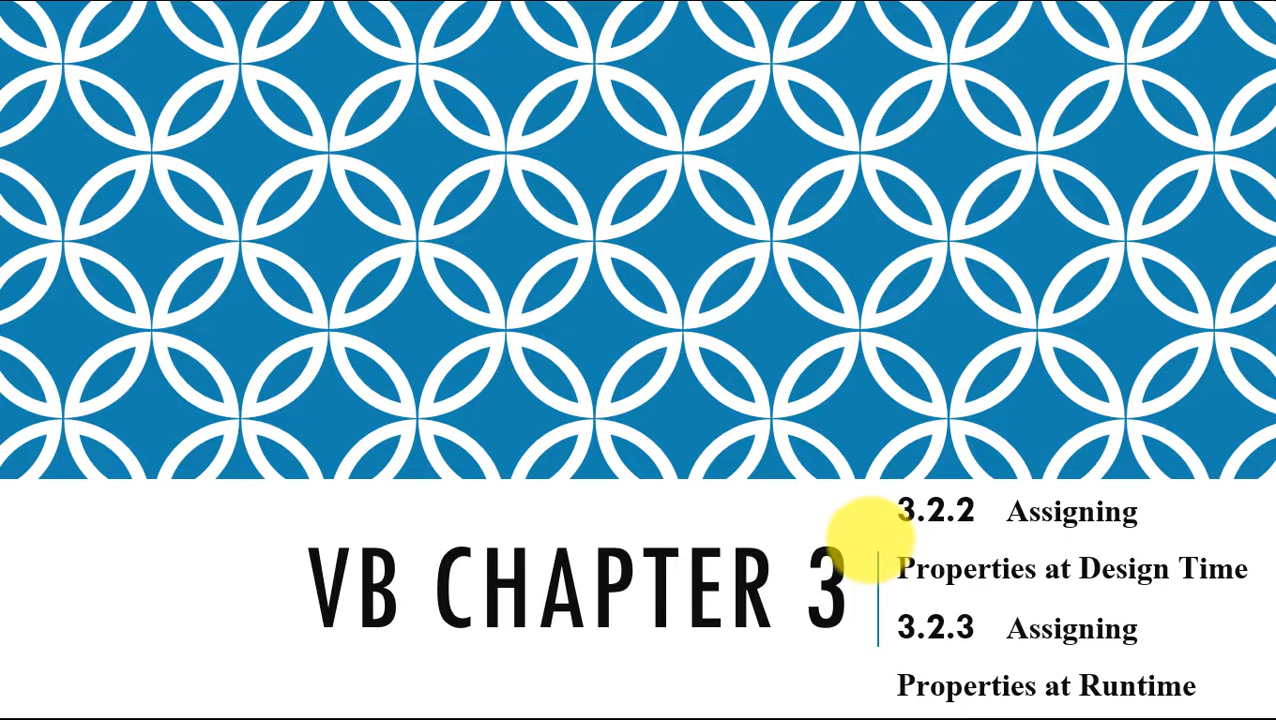 VB CHAPTER 3
3.2.2 Assigning
Properties at Design Time
3.2.3 Assigning
Properties at Runtime